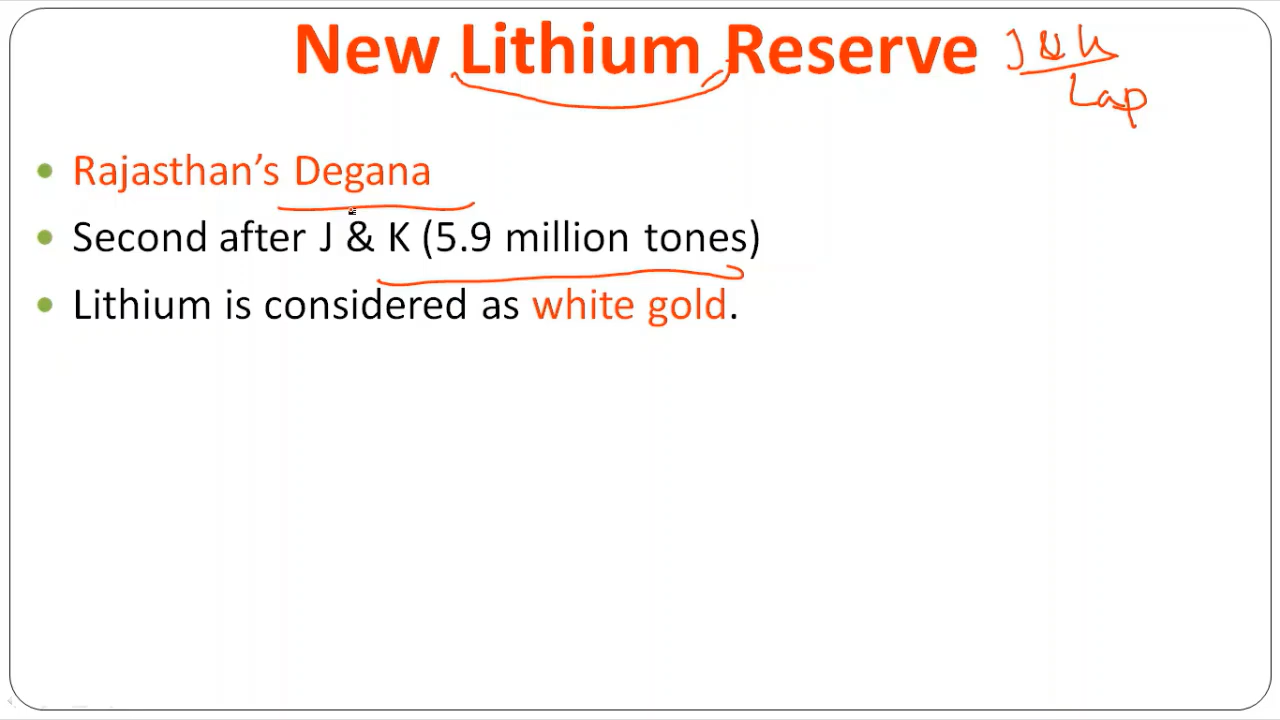 New Lithium Reserve J & K
Lap
• Rajasthan’s Degana
• Second after J & K (5.9 million tones)
• Lithium is considered as white gold.